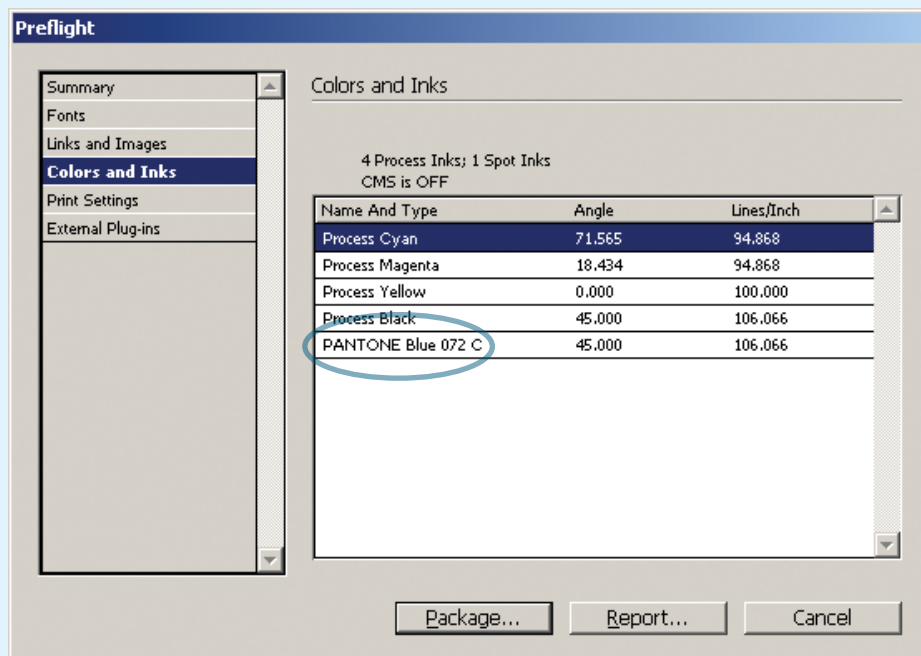 Preflight
Summary
Fonts
Links and Images
Colors and Inks
Print Settings
External Plug-ins
Colors and Inks
4 Process Inks; 1 Spot Inks
CMS is OFF
Name And Type Angle Lines/Inch
Process Cyan 71.565 94.868
Process Magenta 18.434 94.868
Process Yellow 0.000 100.000
Process Black 45.000 106.066
PANTONE Blue 072 C 45.000 106.066
Package... Report... Cancel